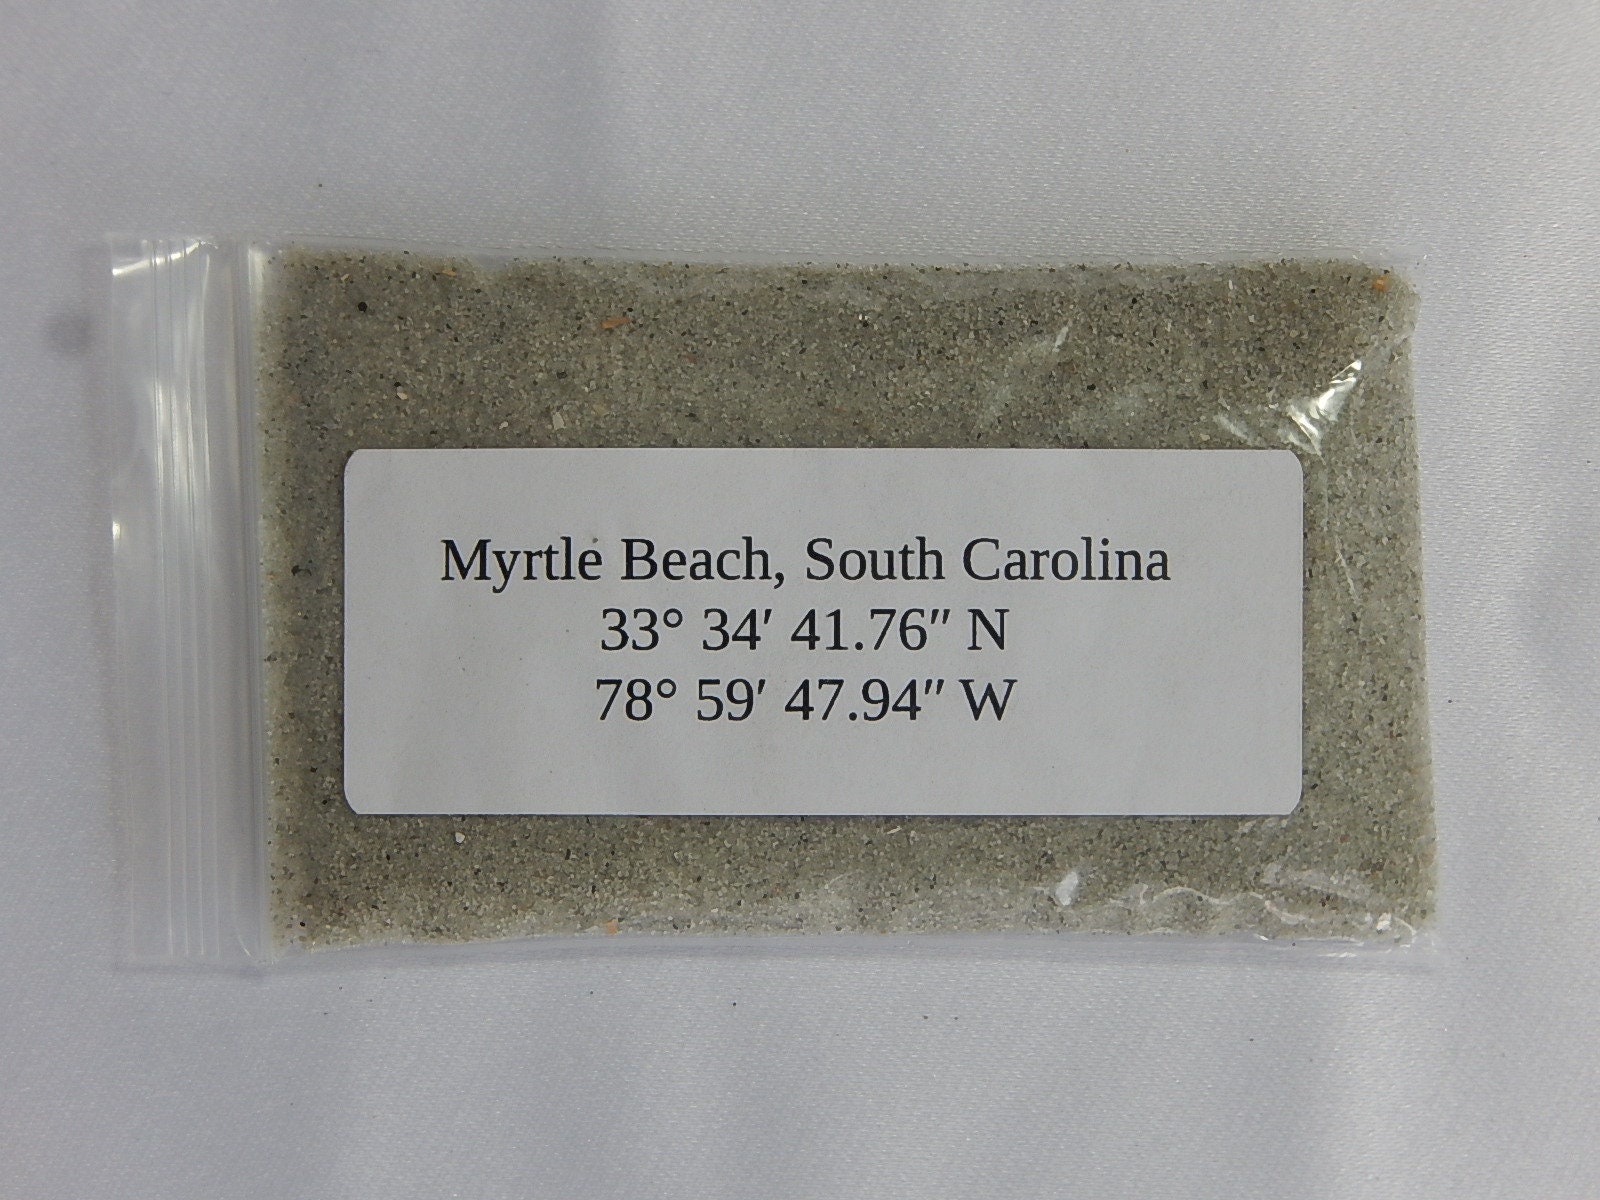 Myrtle Beach, South Carolina
33° 34′ 41.76″ N
78° 59′ 47.94″ W